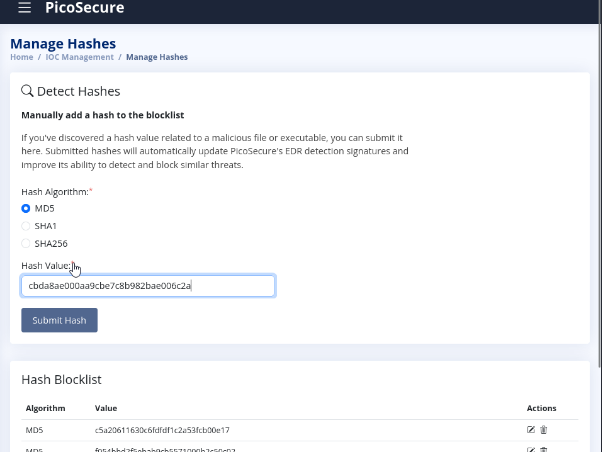 PicoSecure
Manage Hashes
Home / IOC Management / Manage Hashes
Detect Hashes
Manually add a hash to the blocklist
If you've discovered a hash value related to a malicious file or executable, you can submit it
here. Submitted hashes will automatically update PicoSecure's EDR detection signatures and
improve its ability to detect and block similar threats.
Hash Algorithm:*
MD5
SHA1
SHA256
Hash Value:*
cbda8ae000aa9cbe7c8b982bae006c2a
Submit Hash
Hash Blocklist
Algorithm Value Actions
MD5 c5a20611630c6fdfdf1c2a53fcb00e17
MD5